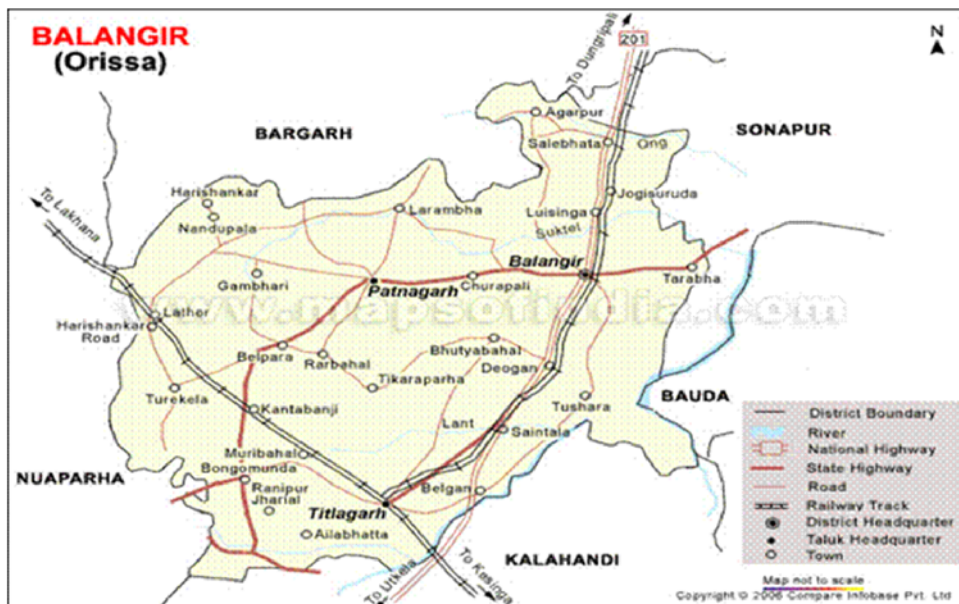 BALANGIR
(Orissa)
201
N
To Dungripali
Agarpur
BARGARH
SONAPUR
Salebhata
Ong
Harishankar
Jogisuruda
To Lakhana
Larambha
Luisinga
Nandupala
Suktel
Balangir
Gambhari
Patnagarh
Churapali
Tarabha
www.mapsofindia.com
Lathor
Harishankar
Road
Belpara
Rarbahal
Bhutyabahal
Deogan
Tikaraparha
Turekela
Kantabanji
Tushara
BAUDA
Lant
Saintala
Muribahal
NUAPARHA
Bongomunda
Ranipur
Jharial
Belgan
Titlagarh
Ailabhatta
KALAHANDI
To Utkela
To Kesinga
District Boundary
River
National Highway
State Highway
Road
Railway Track
District Headquarter
Taluk Headquarter
Town
Map not to scale
Copyright © 2006 Compare Infobase Pvt. Ltd